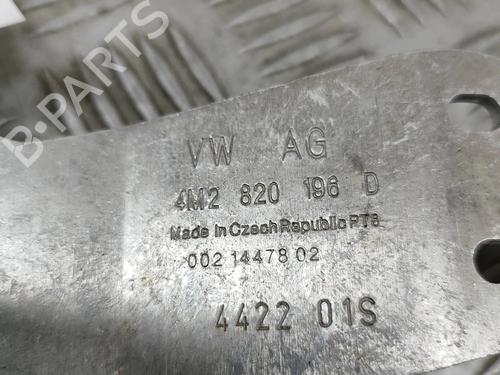 B-PARTS
VW AG
4M2 820 196 D
Made in Czech Republic PT8
002 14478 02
4422 01S